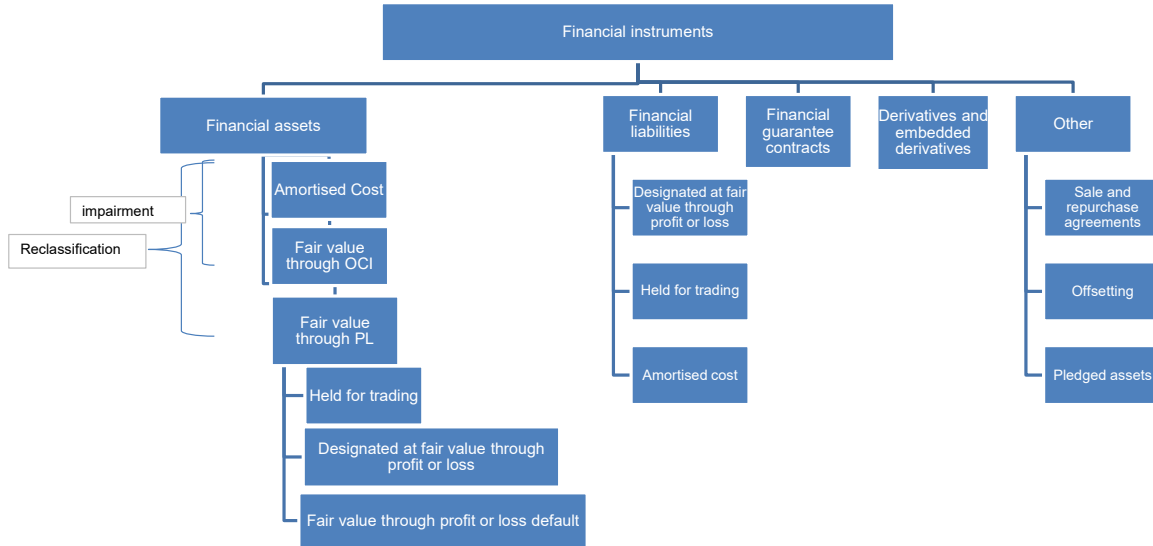 Financial instruments
Financial assets
Financial
liabilities
Financial
guarantee
contracts
Derivatives and
embedded
derivatives
Other
impairment
Reclassification
Amortised Cost
Fair value
through OCI
Fair value
through PL
Held for trading
Designated at fair value through
profit or loss
Fair value through profit or loss default
Designated at fair
value through
profit or loss
Held for trading
Amortised cost
Sale and
repurchase
agreements
Offsetting
Pledged assets